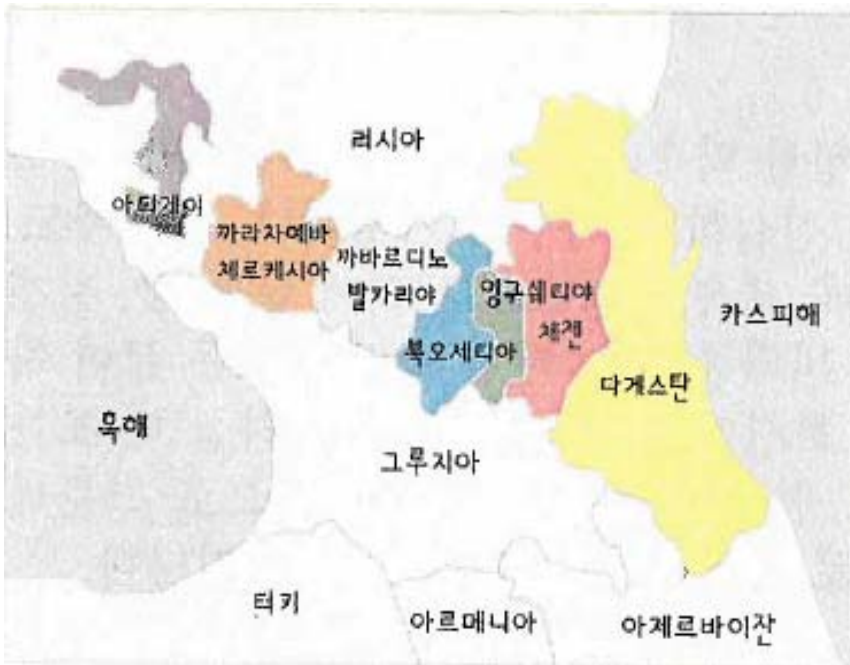 러시아
아디게이
까라차예바
체르케시아
까바르디노
발카리야
잉구쉐티야
체젠
북오세티아
카스피해
다게스탄
흑해
그루지아
터키
아르메니아
아제르바이잔